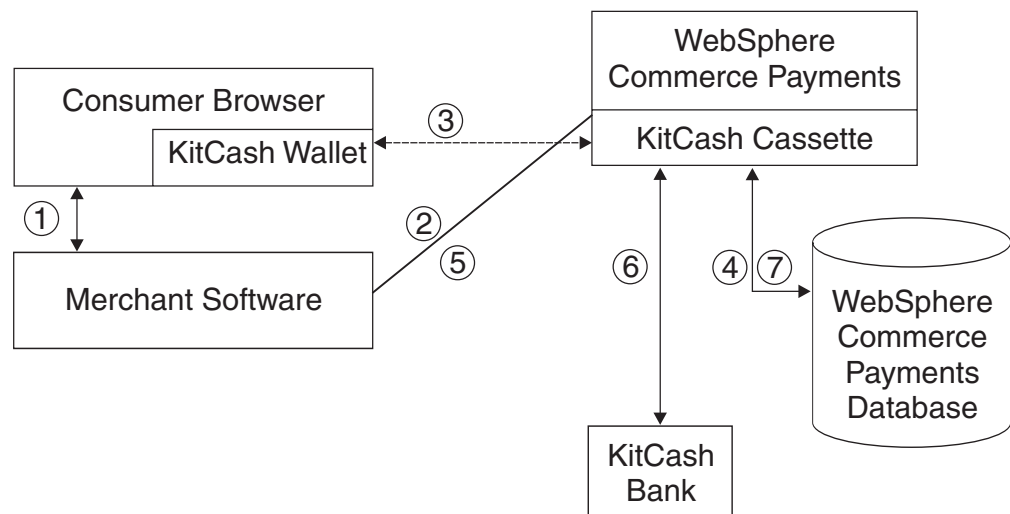 WebSphere
Commerce Payments
Consumer Browser
③
KitCash Wallet
KitCash Cassette
①
②
⑤
⑥
④ ⑦
Merchant Software
WebSphere
Commerce
Payments
Database
KitCash
Bank